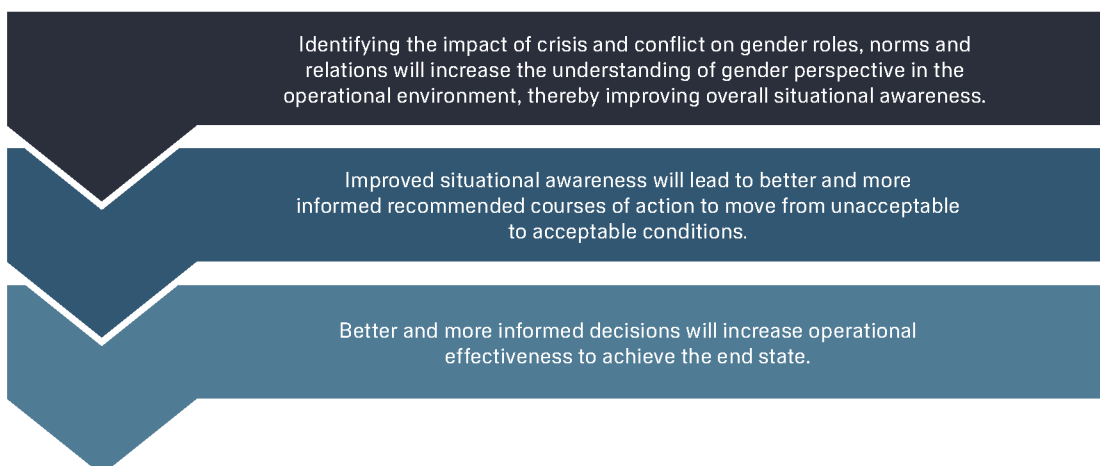 Identifying the impact of crisis and conflict on gender roles, norms and
relations will increase the understanding of gender perspective in the
operational environment, thereby improving overall situational awareness.
Improved situational awareness will lead to better and more
informed recommended courses of action to move from unacceptable
to acceptable conditions.
Better and more informed decisions will increase operational
effectiveness to achieve the end state.